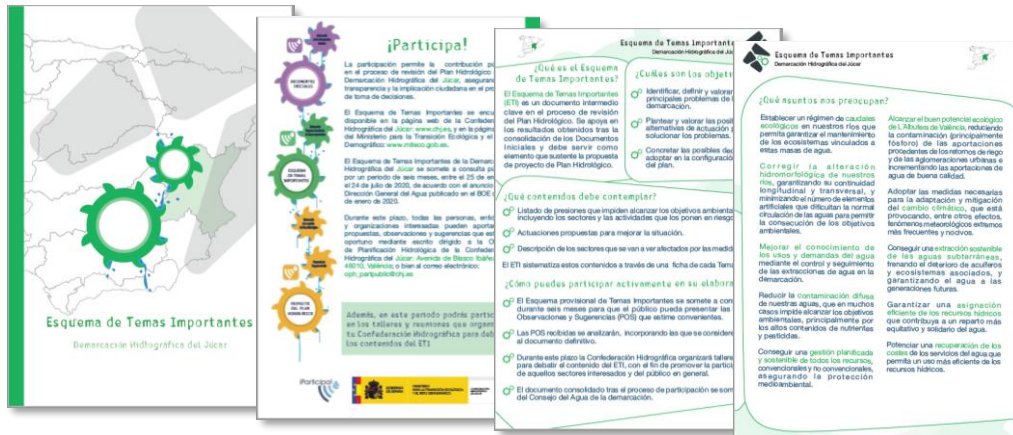 Esquema de Temas Importantes
Demarcación Hidrográfica del Júcar
¡Participa!
La participación permite la contribución
en el proceso de revisión del Plan Hidrológico
Demarcación Hidrográfica del Júcar, asegurando
transparencia y la implicación ciudadana en el
de toma de decisiones.
El Esquema de Temas Importantes se
disponible en la página web de la
Hidrográfica del Júcar: www.chj.es, y en la página
del Ministerio para la Transición Ecológica y el
Demográfico: www.miteco.gob.es.
El Esquema de Temas Importantes de la
Hidrográfica del Júcar se somete a consulta
por un periodo de seis meses, entre el 25 de
el 24 de julio de 2020, de acuerdo con el anuncio
Dirección General del Agua publicado en el BOE
de enero de 2020.
Durante este plazo, todas las personas,
y organizaciones interesadas pueden
propuestas, observaciones y sugerencias que
oportuno mediante escrito dirigido a la
de Planificación Hidrológica de la
Hidrográfica del Júcar: Avenida de Blasco Ibáñez
46010, València; o bien al correo electrónico:
oph_partpublic@chj.es
Además, en este periodo podrás
en los talleres y reuniones que
tu Confederación Hidrográfica para
los contenidos del ETI
DOCUMENTOS
INICIALES
ESQUEMA
DE TEMAS
IMPORTANTES
PROYECTO
DEL PLAN
HIDROLÓGICO
iParticipa!
GOBIERNO
DE ESPAÑA
Esquema de Temas
Demarcación Hidrográfica del
¿Qué es el Esquema
de Temas Importantes?
El Esquema de Temas Importantes
(ETI) es un documento intermedio
clave en el proceso de revisión
del Plan Hidrológico. Se apoya en
los resultados obtenidos tras la
consolidación de los Documentos
Iniciales y debe servir como
elemento que sustente la propuesta
de proyecto de Plan Hidrológico.
¿Cuáles son los
Identificar, definir y valorar
principales problemas de
demarcación.
Plantear y valorar las
alternativas de actuación
solucionar los problemas,
Concretar las posibles
adoptar en la configuración
del plan.
¿Qué contenidos debe contemplar?
Listado de presiones que impiden alcanzar los objetivos
incluyendo los sectores y las actividades que los ponen en
Actuaciones propuestas para mejorar la situación.
Descripción de los sectores que se van a ver afectados por las
El ETI sistematiza estos contenidos a través de una ficha de cada
¿Cómo puedes participar activamente en su
El Esquema provisional de Temas Importantes se somete a
durante seis meses para que el público pueda presentar las
Observaciones y Sugerencias (POS) que estime convenientes.
Las POS recibidas se analizarán, incorporando las que se
al documento definitivo.
Durante este plazo la Confederación Hidrográfica organizará
para debatir el contenido del ETI, con el fin de promover la
de aquellos sectores interesados y del público en general.
El documento consolidado tras el proceso de participación se
del Consejo del Agua de la demarcación.
Esquema de Temas Importantes
Demarcación Hidrográfica del Júcar
¿Qué asuntos nos preocupan?
Establecer un régimen de caudales
ecológicos en nuestros ríos que
permita garantizar el mantenimiento
de los ecosistemas vinculados a
estas masas de agua.
Corregir la alteración
hidromorfológica de nuestros
ríos, garantizando su continuidad
longitudinal y transversal, y
minimizando el número de elementos
artificiales que dificultan la normal
circulación de las aguas para permitir
la consecución de los objetivos
ambientales.
Mejorar el conocimiento de
los usos y demandas del agua
mediante el control y seguimiento
de las extracciones de agua en la
demarcación.
Reducir la contaminación difusa
de nuestras aguas, que en muchos
casos impide alcanzar los objetivos
ambientales, principalmente por
los altos contenidos de nutrientes
y pesticidas.
Conseguir una gestión planificada
y sostenible de todos los recursos,
convencionales y no convencionales,
asegurando la protección
medioambiental.
Alcanzar el buen potencial ecológico
de L'Albufera de València, reduciendo
la contaminación (principalmente
fósforo) de las aportaciones
procedentes de los retornos de riego
y de las aglomeraciones urbanas e
incrementando las aportaciones de
agua de buena calidad.
Adoptar las medidas necesarias
para la adaptación y mitigación
del cambio climático, que está
provocando, entre otros efectos,
fenómenos meteorológicos extremos
más frecuentes y nocivos.
Conseguir una extracción sostenible
de las aguas subterráneas,
frenando el deterioro de acuíferos
y ecosistemas asociados, y
garantizando el agua a las
generaciones futuras.
Garantizar una asignación
eficiente de los recursos hídricos
que contribuya a un reparto más
equitativo y solidario del agua.
Potenciar una recuperación de los
costes de los servicios del agua que
permita un uso más eficiente de los
recursos hídricos.